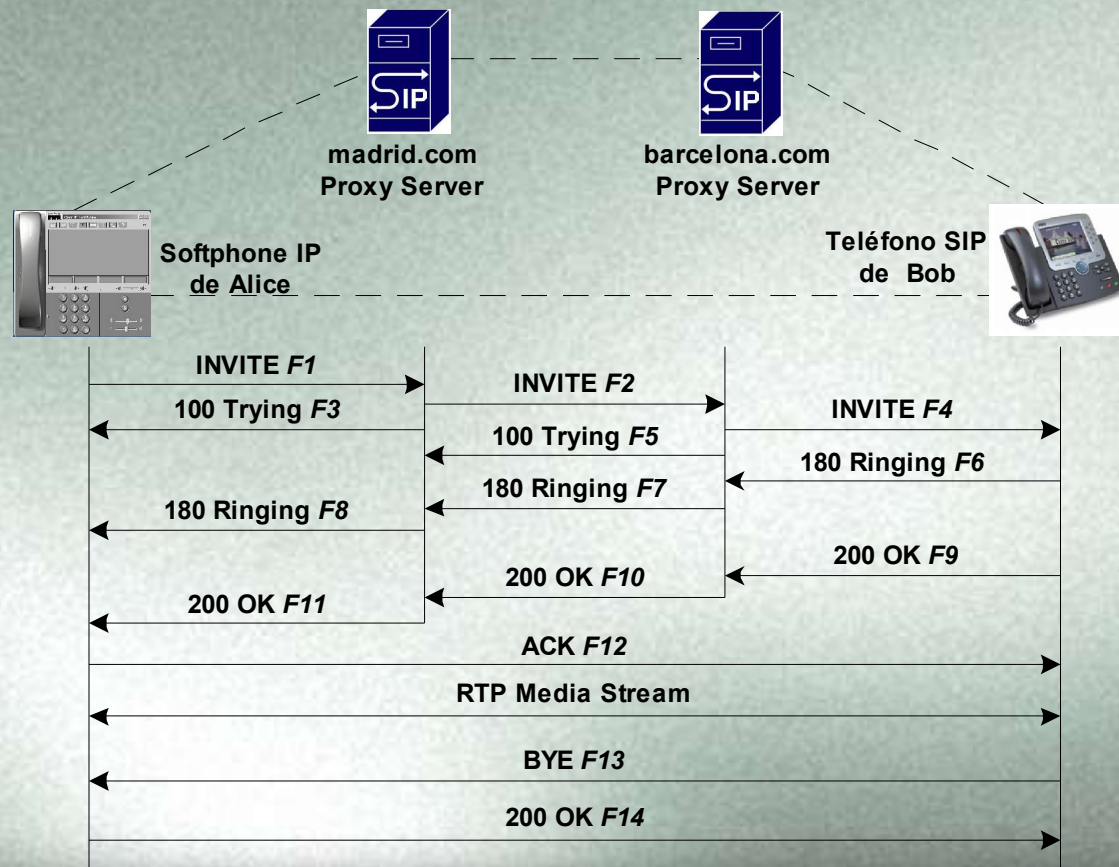 SIP
SIP
madrid.com
Proxy Server
barcelona.com
Proxy Server
Softphone IP
de Alice
Teléfono SIP
de Bob
INVITE F1
INVITE F2
100 Trying F3
INVITE F4
100 Trying F5
180 Ringing F6
180 Ringing F7
180 Ringing F8
200 OK F9
200 OK F10
200 OK F11
ACK F12
RTP Media Stream
BYE F13
200 OK F14